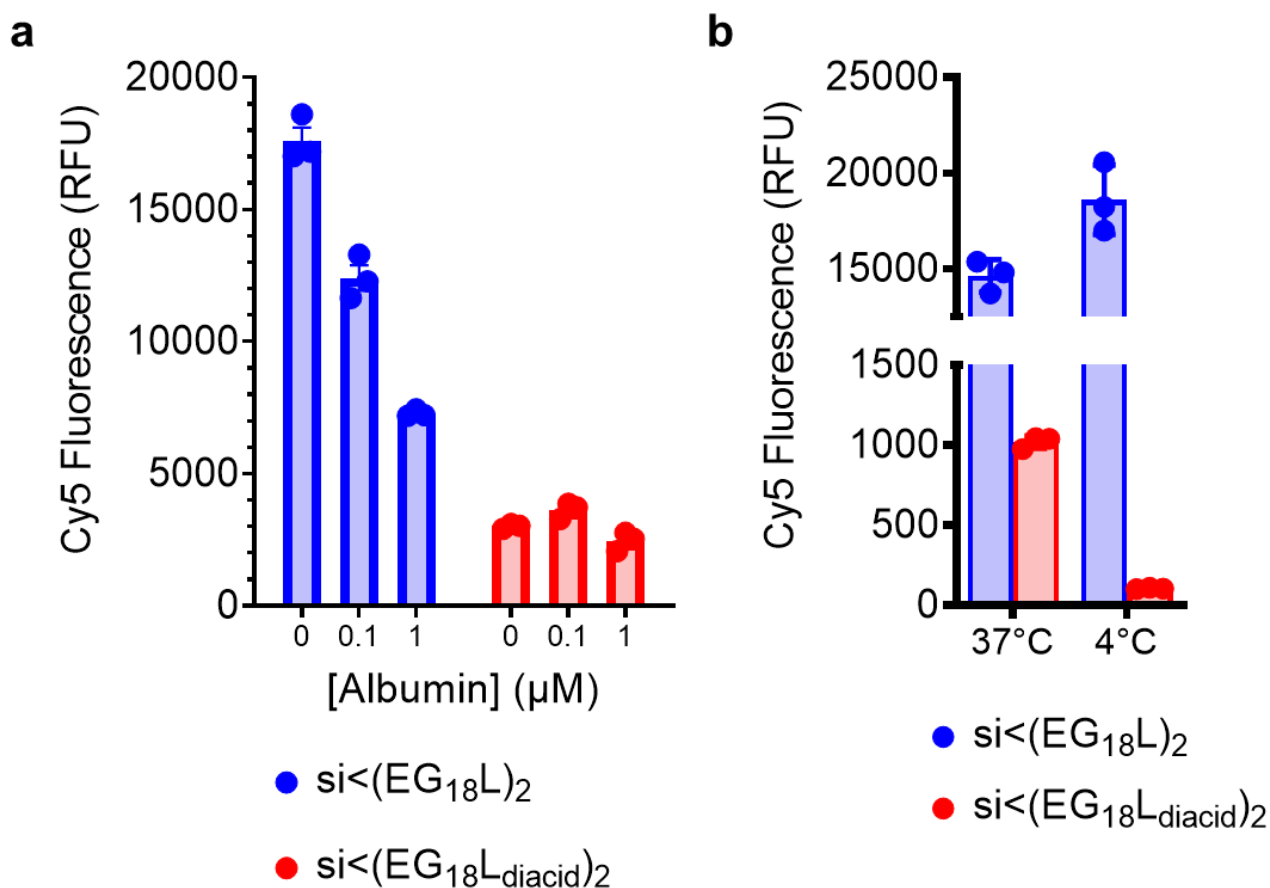 a
Cy5 Fluorescence (RFU)
20000
15000
10000
5000
0
0 0.1 1 0 0.1 1
[Albumin] (μM)
si<(EG18L)2
si<(EG18Ldiacid)2
b
Cy5 Fluorescence (RFU)
25000
20000
15000
1500
1000
500
0
37°C 4°C
si<(EG18L)2
si<(EG18Ldiacid)2